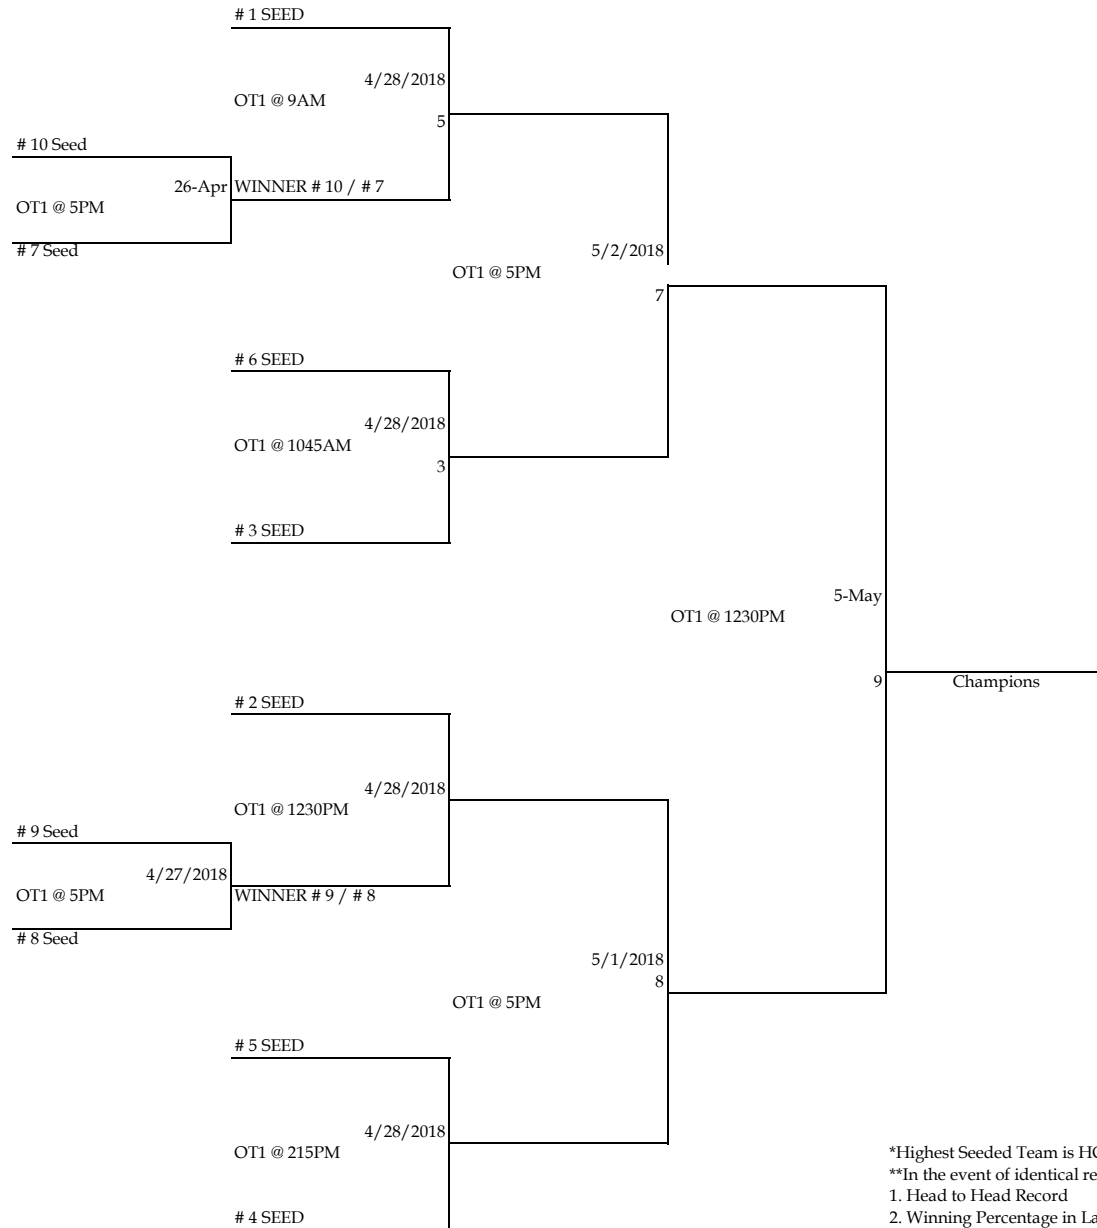 # 1 SEED
4/28/2018
OT1 @ 9AM
5
# 10 Seed
26-Apr WINNER # 10 / # 7
OT1 @ 5PM
# 7 Seed
5/2/2018
OT1 @ 5PM
7
# 6 SEED
4/28/2018
OT1 @ 1045AM
3
# 3 SEED
5-May
OT1 @ 1230PM
9 Champions
# 2 SEED
4/28/2018
OT1 @ 1230PM
# 9 Seed
4/27/2018
OT1 @ 5PM WINNER # 9 / # 8
# 8 Seed
5/1/2018
8
OT1 @ 5PM
# 5 SEED
4/28/2018
OT1 @ 215PM
*Highest Seeded Team is
**In the event of identical
1. Head to Head Record
# 4 SEED
2. Winning Percentage in